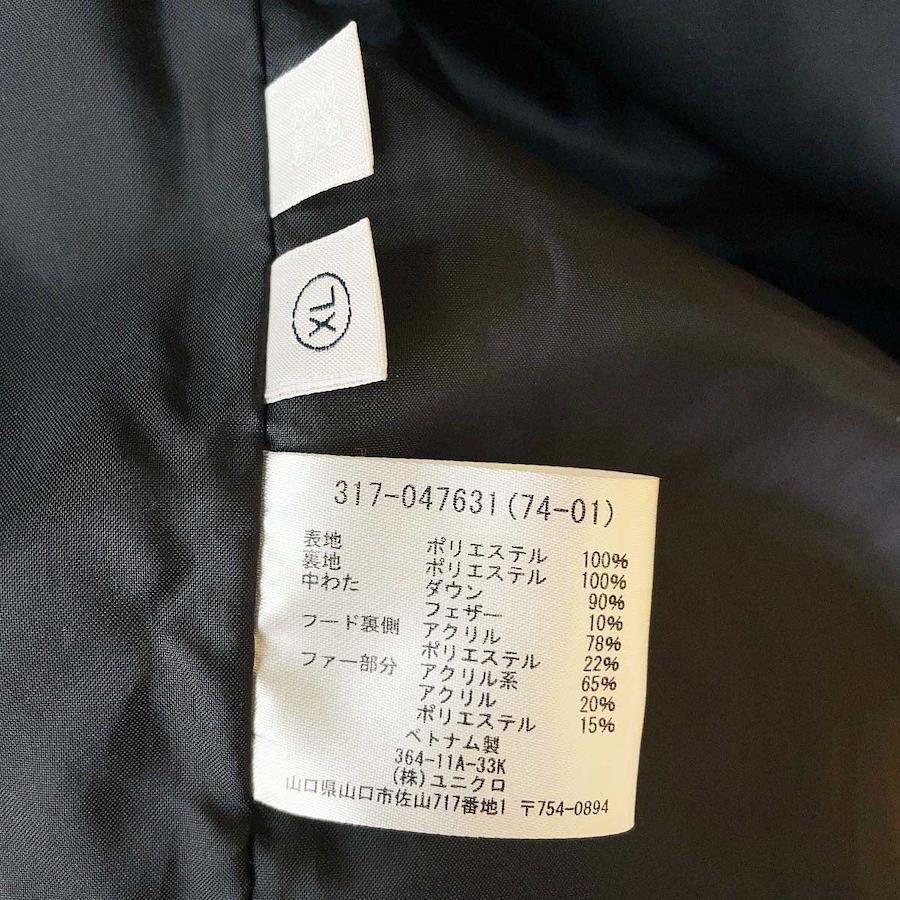 XL
317-047631(74-01)
表地 ポリエステル 100%
裏地 ポリエステル 100%
中わた ダウン 90%
フェザー 10%
フード裏側 アクリル 78%
ポリエステル 22%
ファー部分 アクリル系 65%
アクリル 20%
ポリエステル 15%
ベトナム製
364-11A-33K
(株)ユニクロ
山口県山口市佐山717番地1 〒754-0894